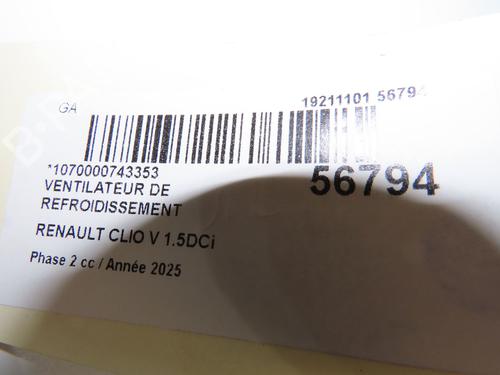 GA
19211101 56794
*1070000743353
56794
VENTILATEUR DE
REFROIDISSEMENT
RENAULT CLIO V 1.5DCi
Phase 2 cc / Année 2025